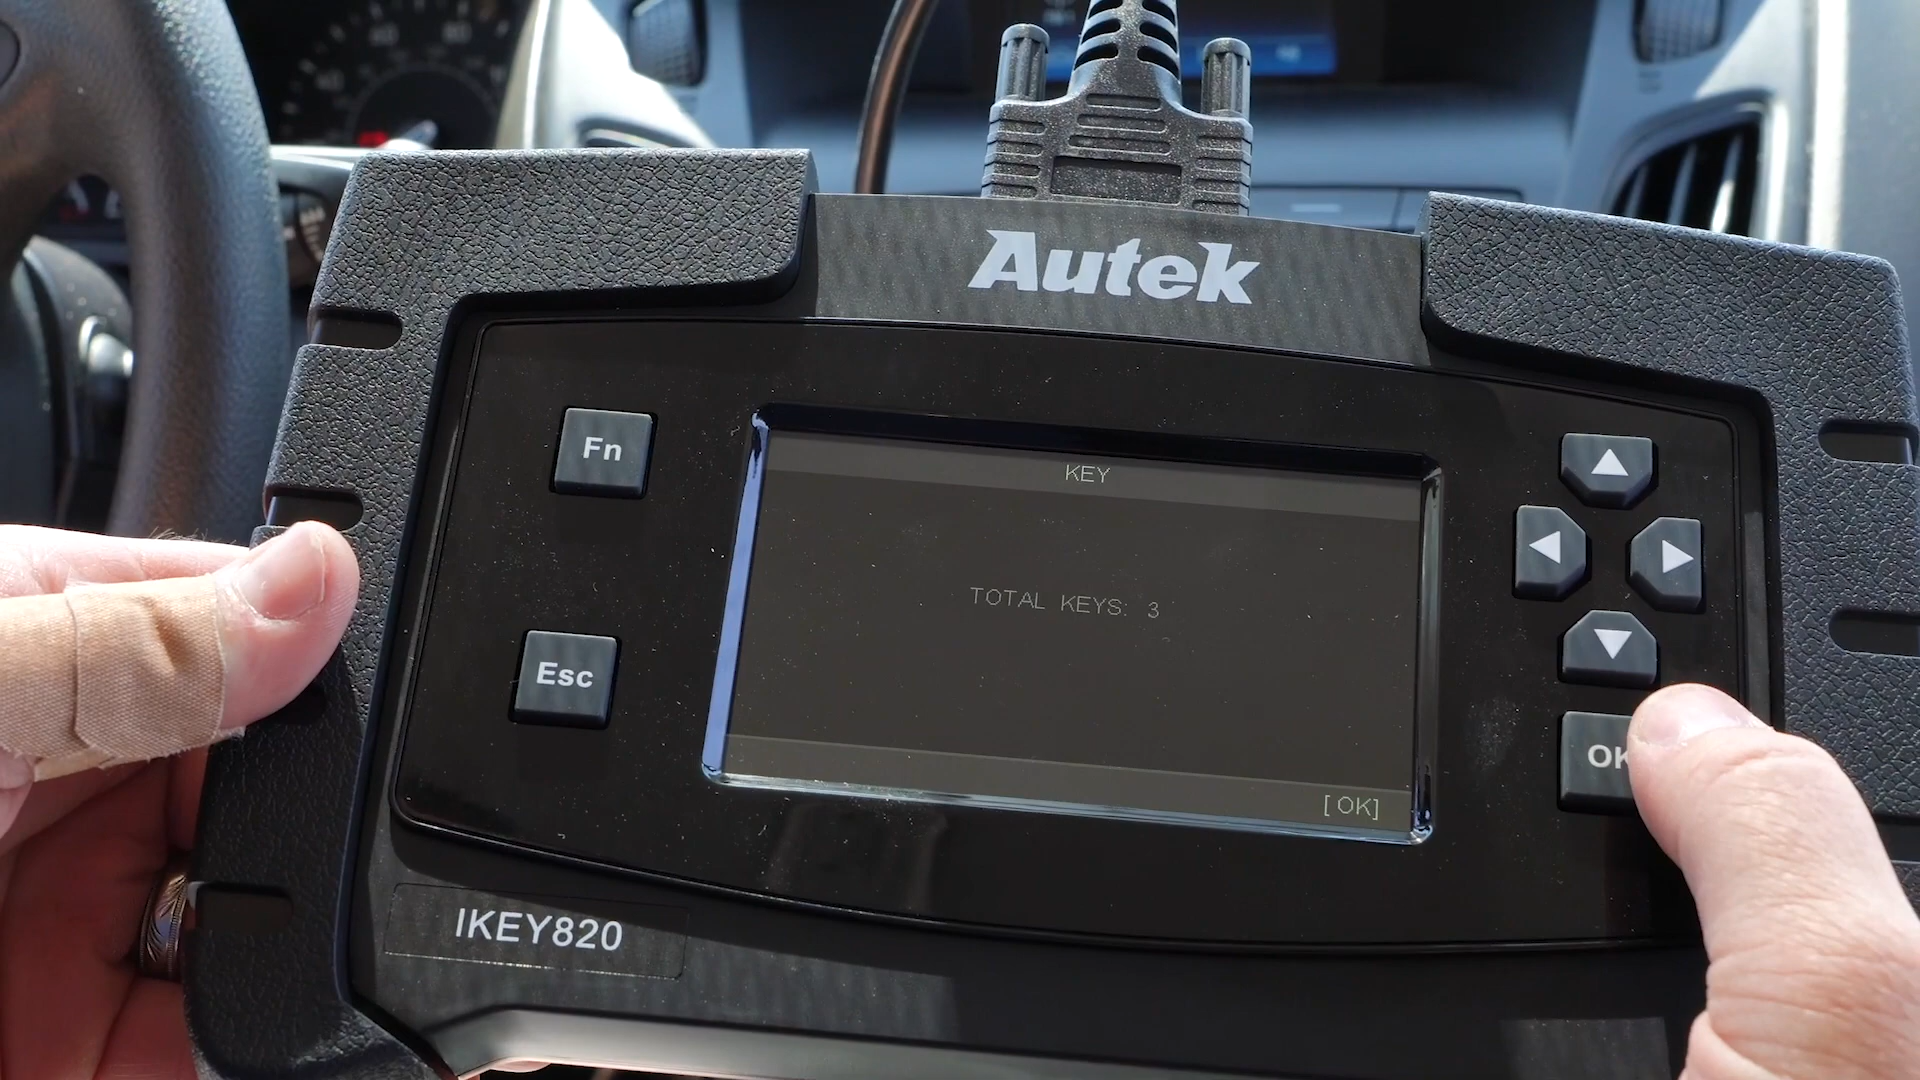 Autek
Fn
KEY
TOTAL KEYS: 3
Esc
OK
[OK]
IKEY820